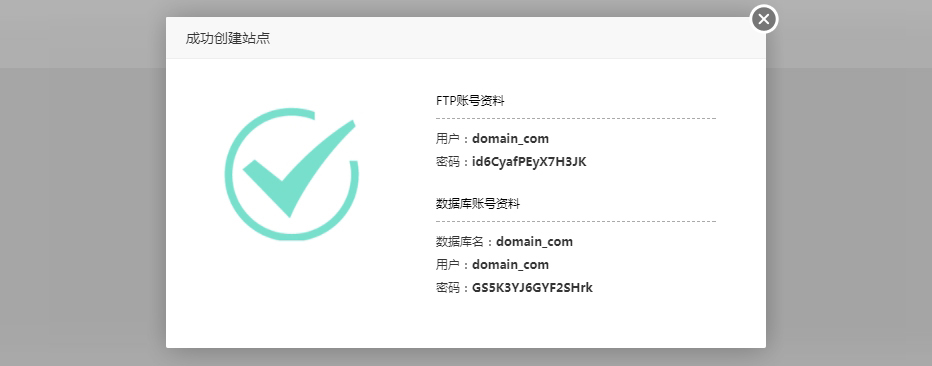 成功创建站点
FTP账号资料
用户：domain_com
密码：id6CyafPEyX7H3JK
数据库账号资料
数据库名：domain_com
用户：domain_com
密码：GS5K3YJ6GYF2SHrk